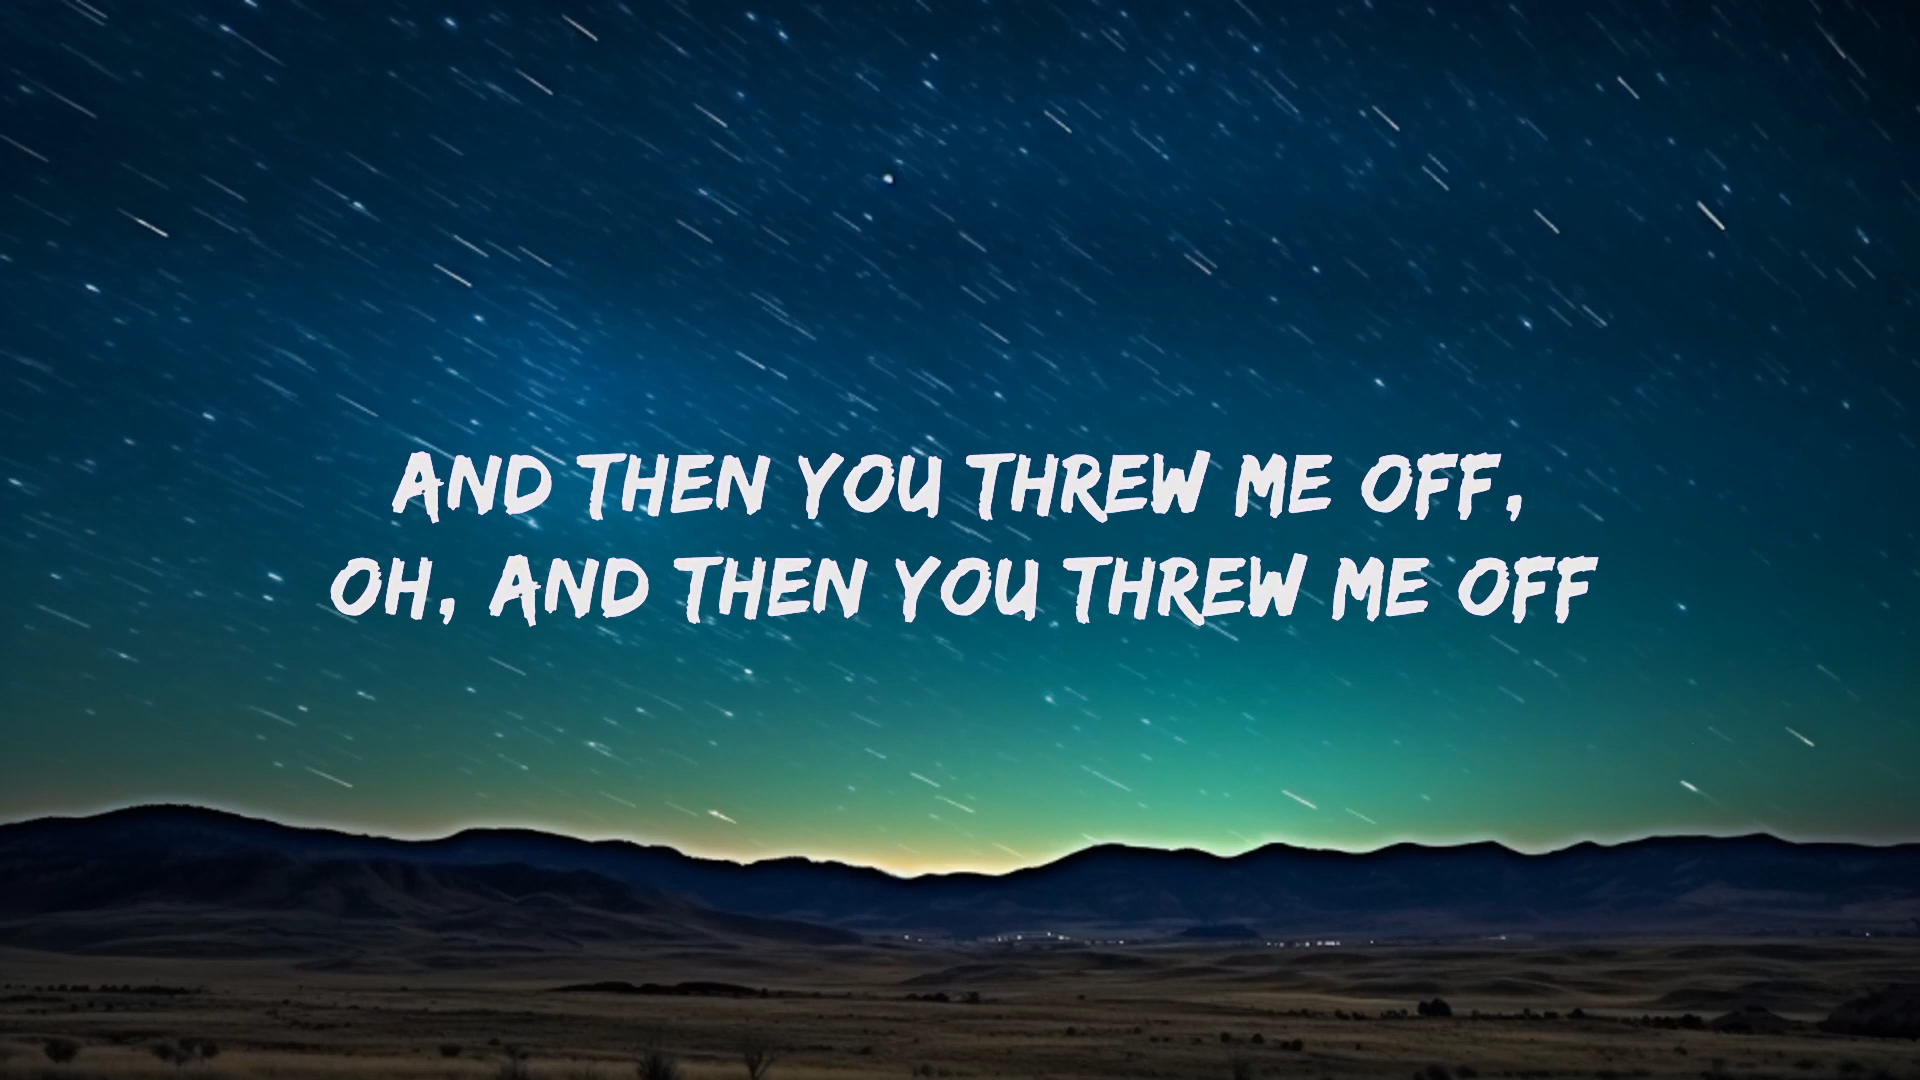 AND THEN YOU THREW ME OFF,
OH, AND THEN YOU THREW ME OFF